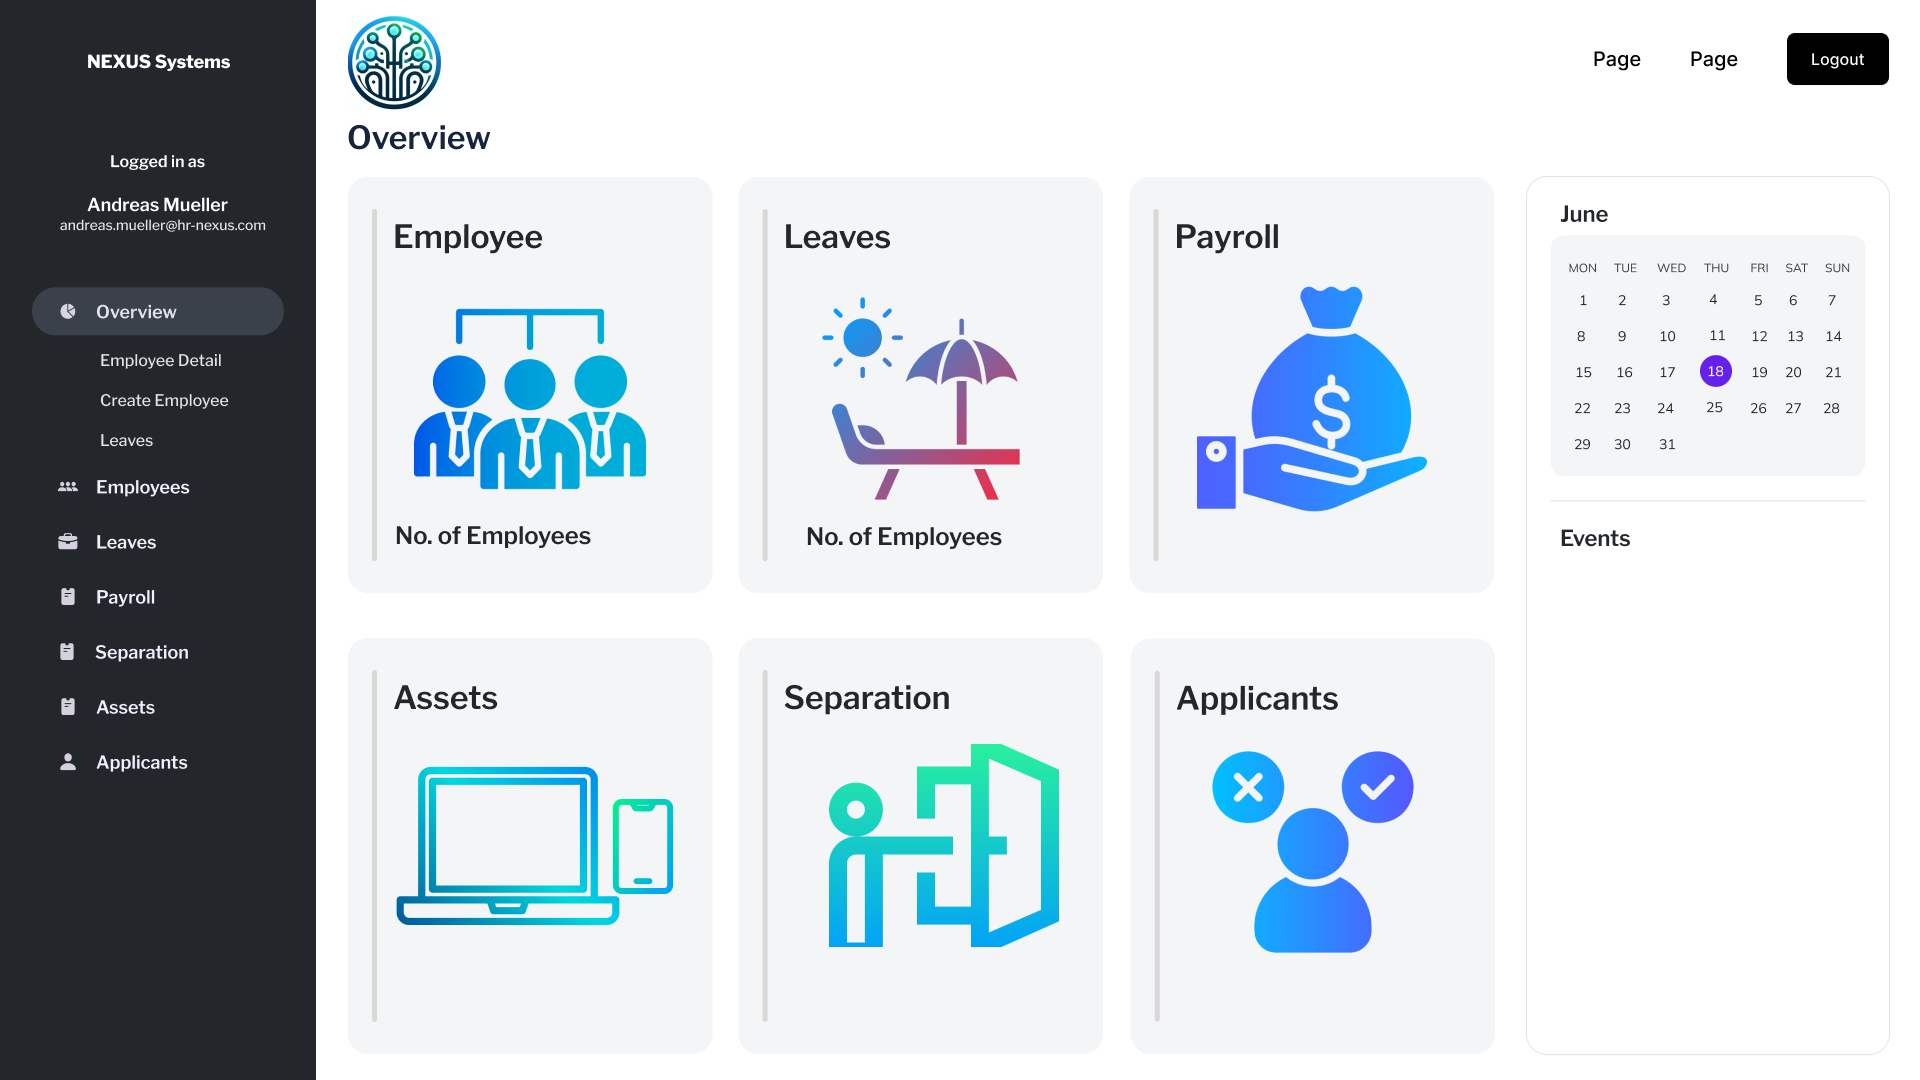 NEXUS Systems
Logged in as
Andreas Mueller
andreas.mueller@hr-nexus.com
Overview
Employee Detail
Create Employee
Leaves
Employees
Leaves
Payroll
Separation
Assets
Applicants
Page Page Logout
Overview
Employee
No. of Employees
Leaves
No. of Employees
Payroll
$
Assets
Separation
Applicants
June
MON TUE WED THU FRI SAT SUN
1 2 3 4 5 6 7
8 9 10 11 12 13 14
15 16 17 18 19 20 21
22 23 24 25 26 27 28
29 30 31
Events